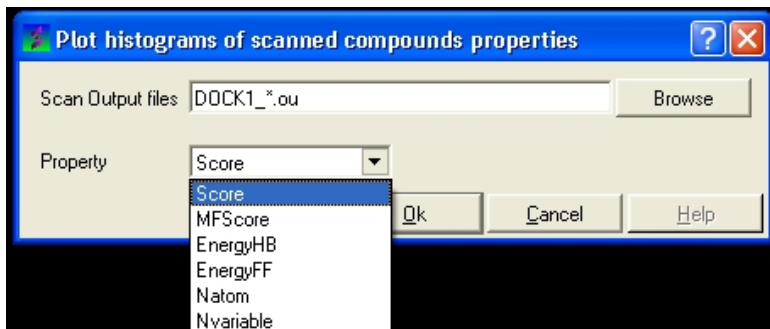 Plot histograms of scanned compounds properties
Scan Output files DOCK1_*.ou Browse
Property Score
Score
MFScore
Ok Cancel Help
EnergyHB
EnergyFF
Natom
Nvariable